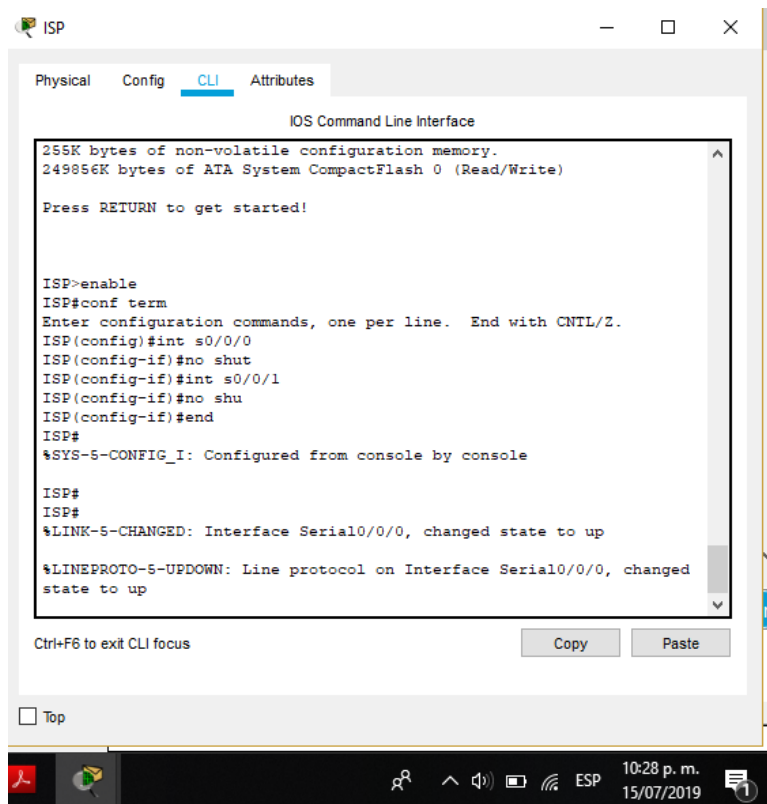 ISP
Physical Config CLI Attributes
IOS Command Line Interface
255K bytes of non-volatile configuration memory.
249856K bytes of ATA System CompactFlash 0 (Read/Write)
Press RETURN to get started!
ISP>enable
ISP#conf term
Enter configuration commands, one per line.  End with CNTL/Z.
ISP(config)#int s0/0/0
ISP(config-if)#no shut
ISP(config-if)#int s0/0/1
ISP(config-if)#no shu
ISP(config-if)#end
ISP#
%SYS-5-CONFIG_I: Configured from console by console
ISP#
ISP#
%LINK-5-CHANGED: Interface Serial0/0/0, changed state to up
%LINEPROTO-5-UPDOWN: Line protocol on Interface Serial0/0/0, changed
state to up
Ctrl+F6 to exit CLI focus
Copy Paste
Top
ESP
10:28 p. m.
15/07/2019
1